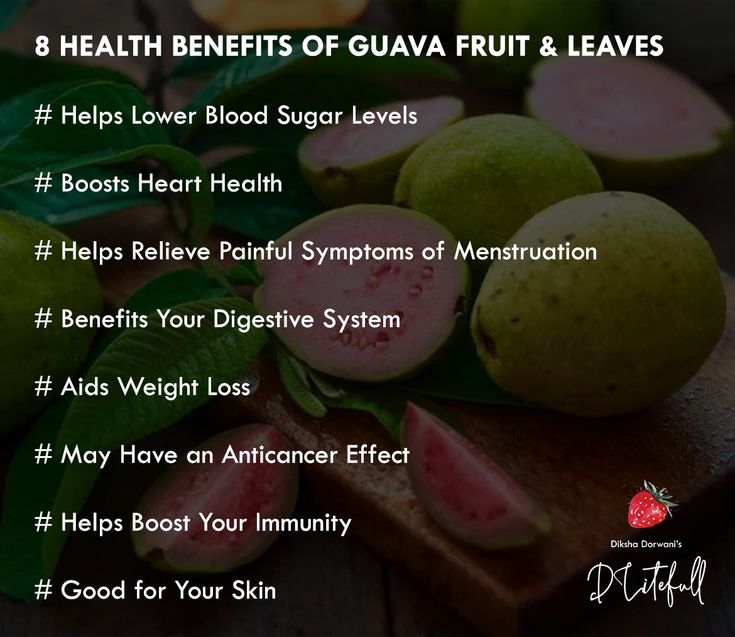 8 HEALTH BENEFITS OF GUAVA FRUIT & LEAVES
# Helps Lower Blood Sugar Levels
# Boosts Heart Health
# Helps Relieve Painful Symptoms of Menstruation
# Benefits Your Digestive System
# Aids Weight Loss
# May Have an Anticancer Effect
# Helps Boost Your Immunity
# Good for Your Skin
Diksha Dorwani's
DLitefull